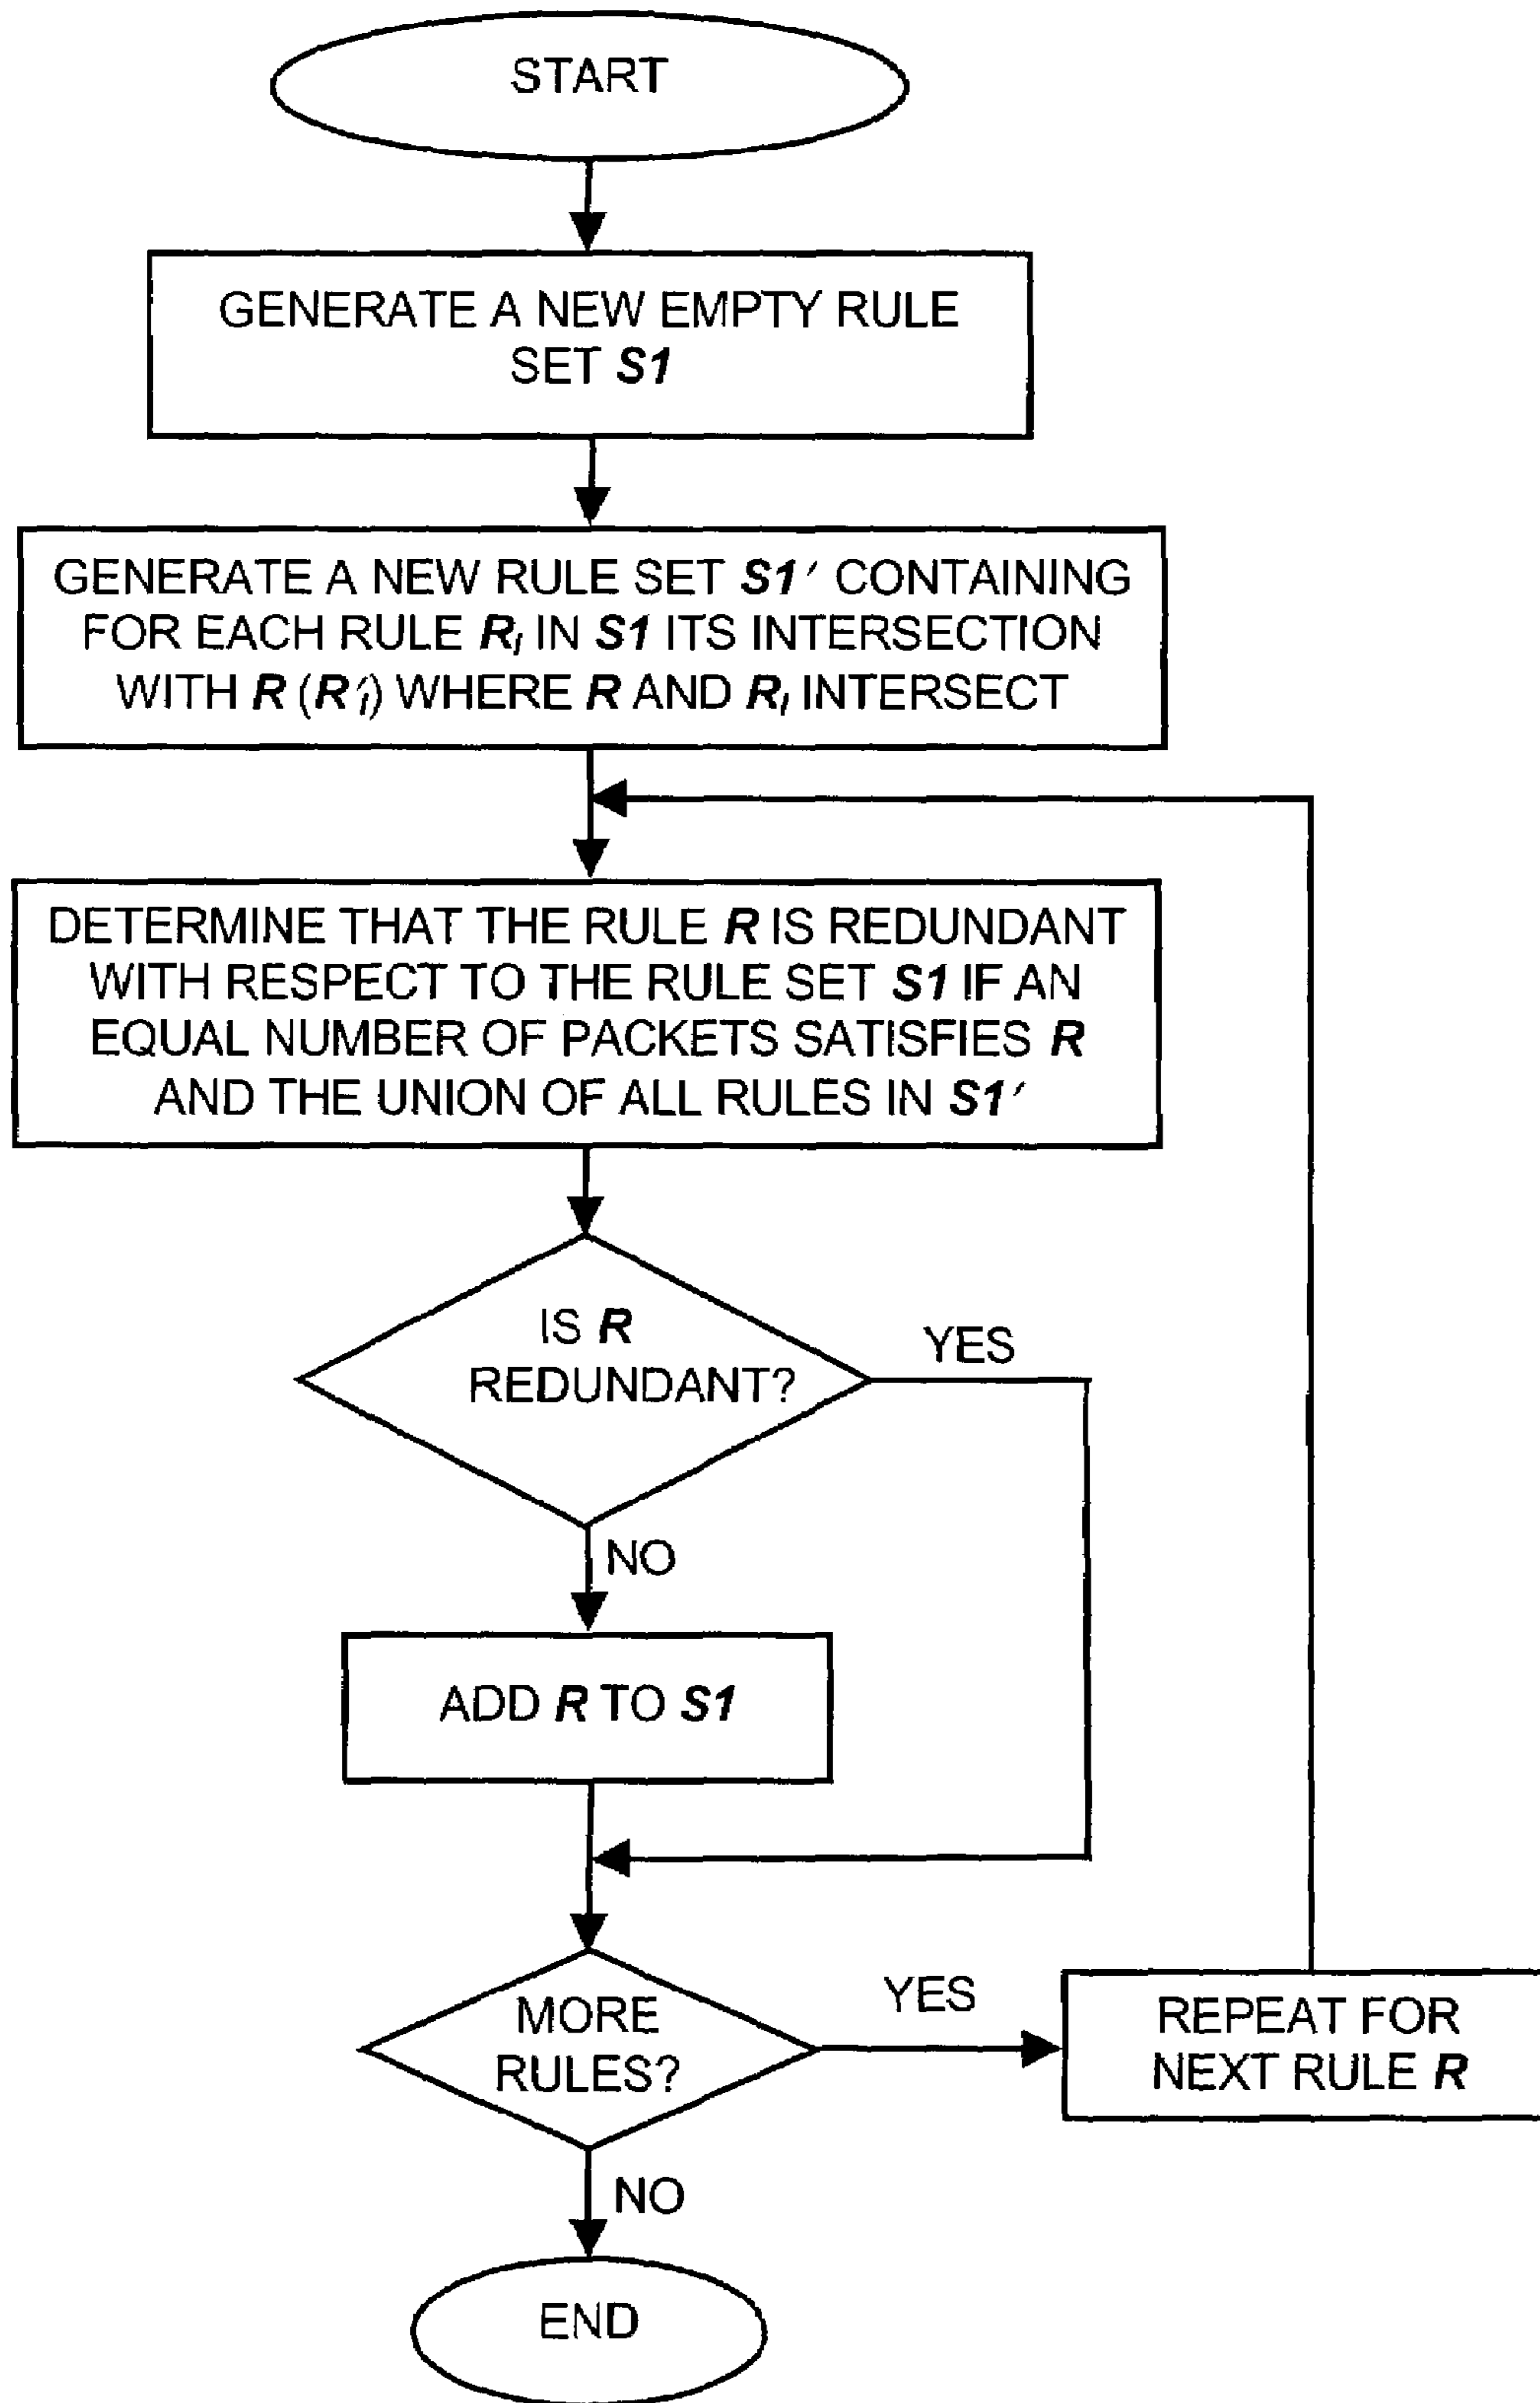 START
GENERATE A NEW EMPTY RULE
SET S1
GENERATE A NEW RULE SET S1′ CONTAINING
FOR EACH RULE Ri IN S1 ITS INTERSECTION
WITH R (R′i) WHERE R AND Ri INTERSECT
DETERMINE THAT THE RULE R IS REDUNDANT
WITH RESPECT TO THE RULE SET S1 IF AN
EQUAL NUMBER OF PACKETS SATISFIES R
AND THE UNION OF ALL RULES IN S1′
IS R
REDUNDANT?
YES
NO
ADD R TO S1
MORE
RULES?
YES
REPEAT FOR
NEXT RULE R
NO
END